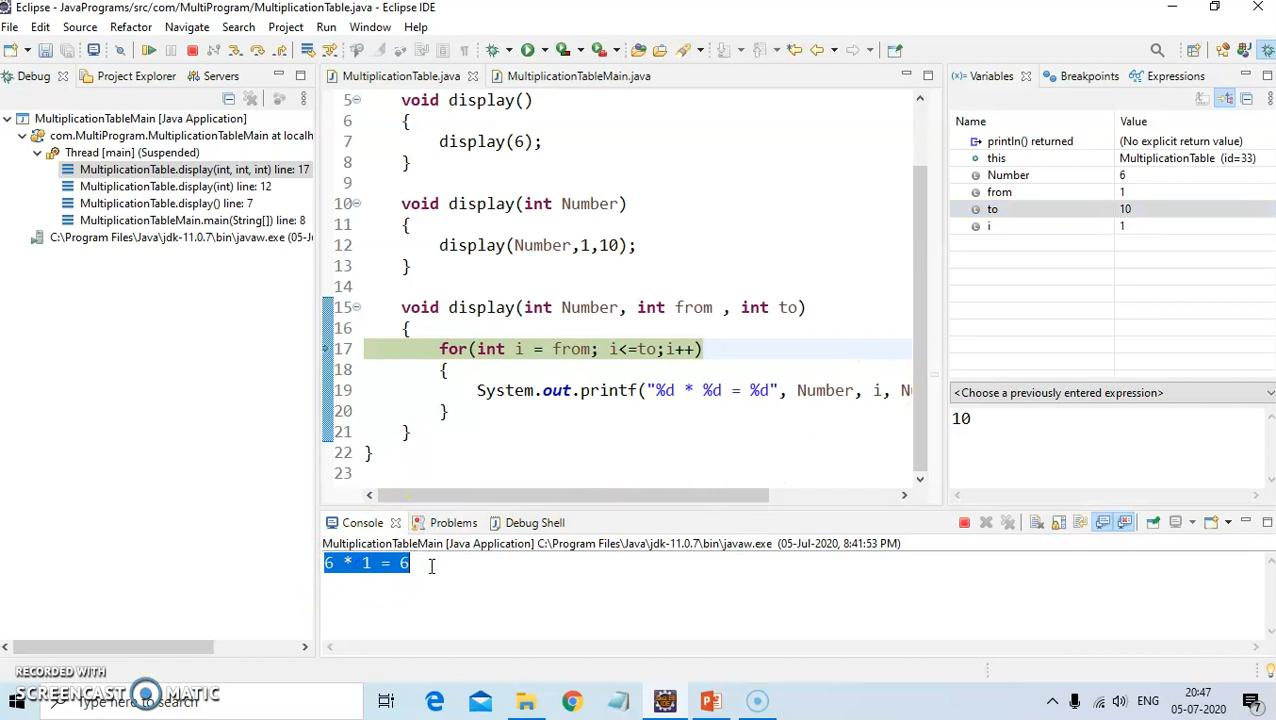 Eclipse - JavaPrograms/src/com/MultiProgram/MultiplicationTable.java - Eclipse IDE
File Edit Source Refactor Navigate Search Project Run Window Help
Debug Project Explorer Servers
MultiplicationTableMain [Java Application]
com.MultiProgram.MultiplicationTableMain at localh
Thread [main] (Suspended)
MultiplicationTable.display(int, int, int) line: 17
MultiplicationTable.display(int) line: 12
MultiplicationTable.display() line: 7
MultiplicationTableMain.main(String[]) line: 8
C:\Program Files\Java\jdk-11.0.7\bin\javaw.exe (05-Jul
MultiplicationTable.java MultiplicationTableMain.java
5 void display()
6 {
7 display(6);
8 }
9
10 void display(int Number)
11 {
12 display(Number,1,10);
13 }
14
15 void display(int Number, int from , int to)
16 {
17 for(int i = from; i<=to;i++)
18 {
19 System.out.printf("%d * %d = %d", Number, i, N
20 }
21 }
22 }
23
Variables Breakpoints Expressions
Name Value
println() returned (No explicit return value)
this MultiplicationTable (id=33)
Number 6
from 1
to 10
i 1
<Choose a previously entered expression>
10
Console Problems Debug Shell
MultiplicationTableMain [Java Application] C:\Program Files\Java\jdk-11.0.7\bin\javaw.exe (05-Jul-2020, 8:41:53 PM)
6 * 1 = 6
RECORDED WITH
SCREENCAST MATIC
Type here to search
ENG
20:47
05-07-2020
7